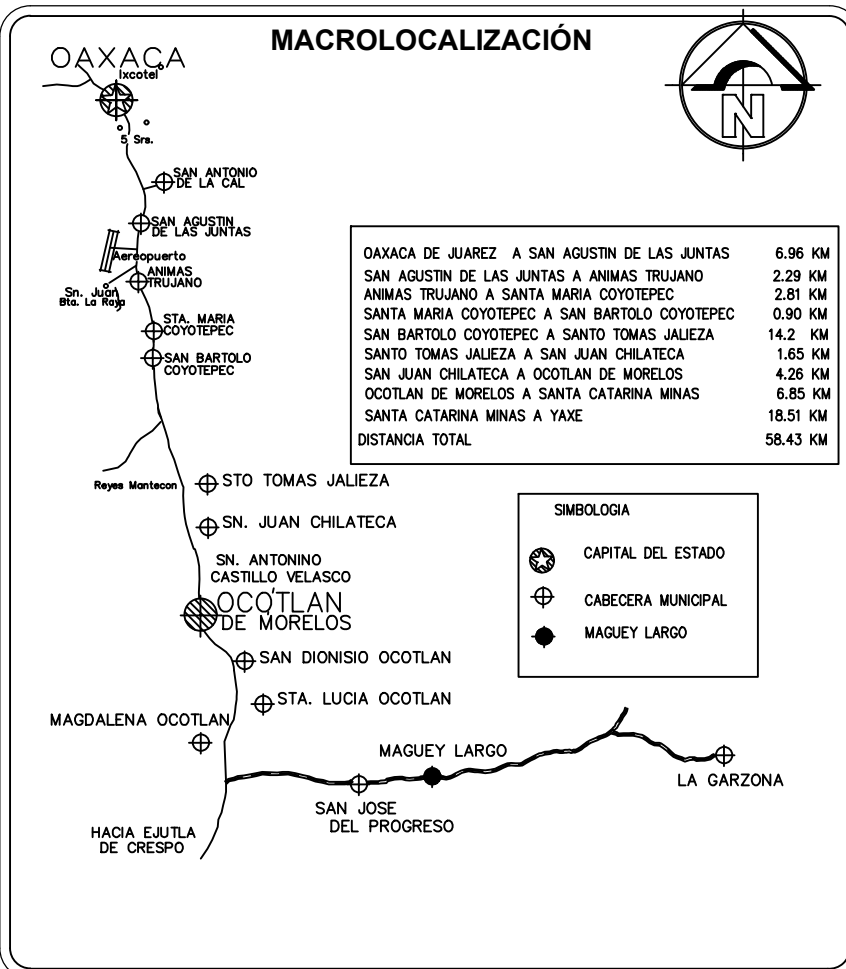 MACROLOCALIZACIÓN
OAXACA
Ixcotel
5 Srs.
SAN ANTONIO
DE LA CAL
SAN AGUSTIN
DE LAS JUNTAS
Aereopuerto
ANIMAS
TRUJANO
Sn. Juan
Bta. La Raya
STA. MARIA
COYOTEPEC
SAN BARTOLO
COYOTEPEC
Reyes Mantecon
STO TOMAS JALIEZA
SN. JUAN CHILATECA
SN. ANTONINO
CASTILLO VELASCO
OCOTLAN
DE MORELOS
SAN DIONISIO OCOTLAN
STA. LUCIA OCOTLAN
MAGDALENA OCOTLAN
MAGUEY LARGO
LA GARZONA
SAN JOSE
DEL PROGRESO
HACIA EJUTLA
DE CRESPO
N
OAXACA DE JUAREZ A SAN AGUSTIN DE LAS JUNTAS 6.96 KM
SAN AGUSTIN DE LAS JUNTAS A ANIMAS TRUJANO 2.29 KM
ANIMAS TRUJANO A SANTA MARIA COYOTEPEC 2.81 KM
SANTA MARIA COYOTEPEC A SAN BARTOLO COYOTEPEC 0.90 KM
SAN BARTOLO COYOTEPEC A SANTO TOMAS JALIEZA 14.2 KM
SANTO TOMAS JALIEZA A SAN JUAN CHILATECA 1.65 KM
SAN JUAN CHILATECA A OCOTLAN DE MORELOS 4.26 KM
OCOTLAN DE MORELOS A SANTA CATARINA MINAS 6.85 KM
SANTA CATARINA MINAS A YAXE 18.51 KM
DISTANCIA TOTAL 58.43 KM
SIMBOLOGIA
CAPITAL DEL ESTADO
CABECERA MUNICIPAL
MAGUEY LARGO